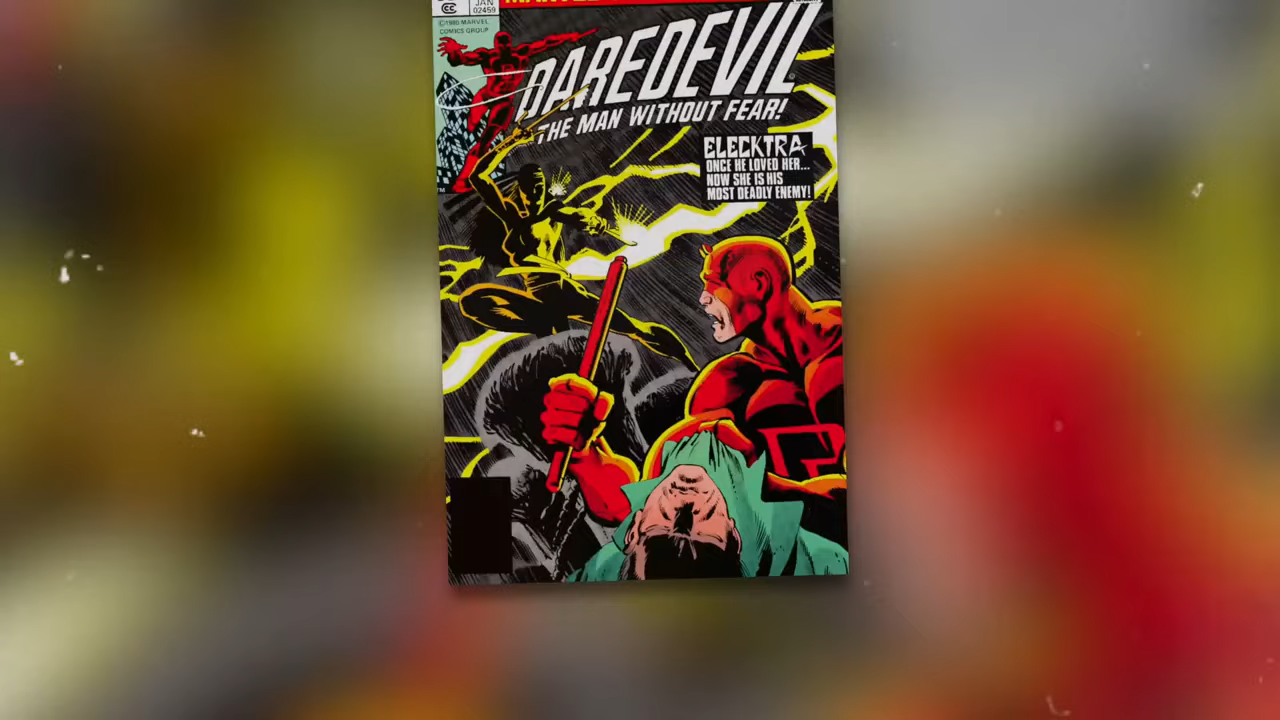 JAN
02459
©1980 MARVEL
COMICS GROUP
DAREDEVIL
THE MAN WITHOUT FEAR!
ELECKTRA
ONCE HE LOVED HER...
NOW SHE IS HIS
MOST DEADLY ENEMY!
TM